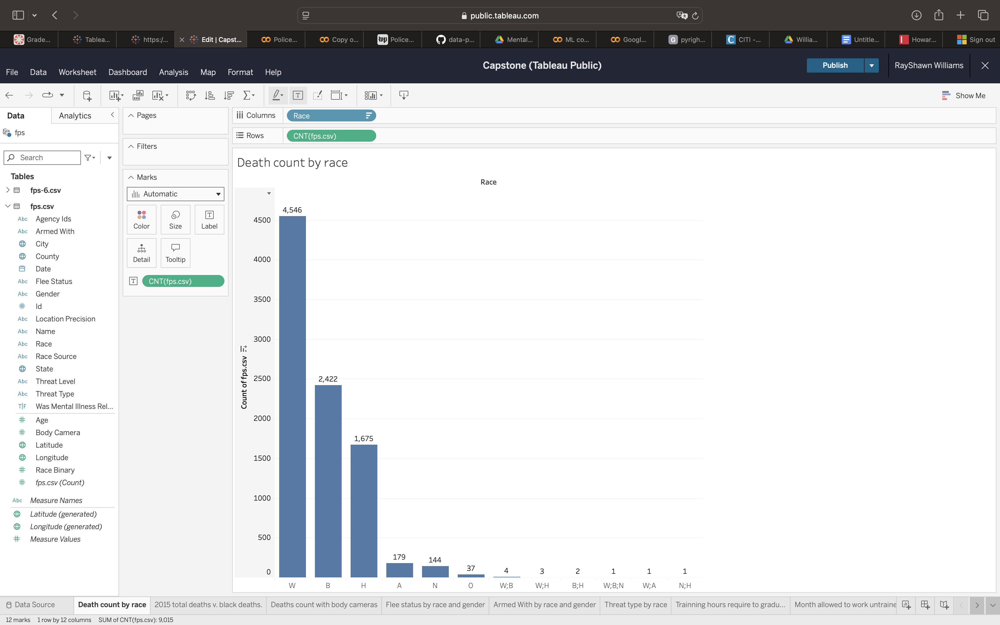 public.tableau.com
Grade...
Tablea...
https:/...
Edit | Capst...
Police...
Copy o...
wp Police...
data-p...
Mental...
ML co...
Googl...
G pyrigh...
C CITI -...
Willia...
Untitle...
Howar...
Sign out
Capstone (Tableau Public)
Publish
RayShawn Williams
File Data Worksheet Dashboard Analysis Map Format Help
Show Me
Data
Analytics
fps
Search
Tables
fps-6.csv
fps.csv
Abc Agency Ids
Abc Armed With
City
County
Date
Abc Flee Status
Abc Gender
# Id
Abc Location Precision
Abc Name
Abc Race
Abc Race Source
State
Abc Threat Level
Abc Threat Type
T|F Was Mental Illness Rel...
# Age
# Body Camera
Latitude
Longitude
# Race Binary
# fps.csv (Count)
Abc Measure Names
Latitude (generated)
Longitude (generated)
# Measure Values
Pages
Filters
Marks
Automatic
Color
Size
T Label
Detail
Tooltip
T CNT(fps.csv)
Columns
Race
Rows
CNT(fps.csv)
Death count by race
Race
Count of fps.csv
4500
4000
3500
3000
2500
2000
1500
1000
500
0
4,546
2,422
1,675
179
144
37
4
3
2
1
1
1
W
B
H
A
N
O
W;B
W;H
B;H
W;B;N
W;A
N;H
Data Source
Death count by race
2015 total deaths v. black deaths.
Deaths count with body cameras
Flee status by race and gender
Armed With by race and gender
Threat type by race
Trainning hours require to gradu...
Month allowed to work untraine
12 marks 1 row by 12 columns SUM of CNT(fps.csv): 9,015